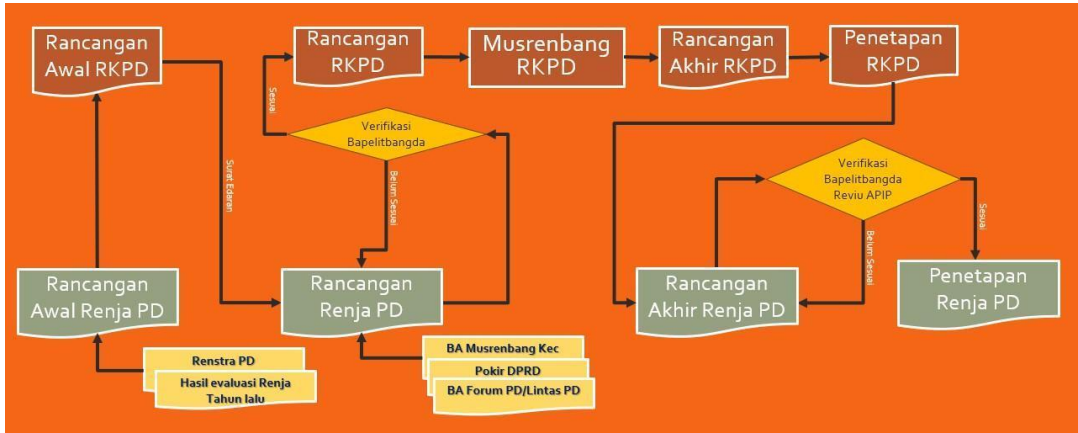 Rancangan
Awal RKPD
Rancangan
RKPD
Musrenbang
RKPD
Rancangan
Akhir RKPD
Penetapan
RKPD
Sesuai
Verifikasi
Bapelitbangda
Surat Edaran
Belum Sesuai
Verifikasi
Bapelitbangda
Reviu APIP
Sesuai
Belum Sesuai
Rancangan
Awal Renja PD
Rancangan
Renja PD
Rancangan
Akhir Renja PD
Penetapan
Renja PD
Renstra PD
Hasil evaluasi Renja
Tahun lalu
BA Musrenbang Kec
Pokir DPRD
BA Forum PD/Lintas PD